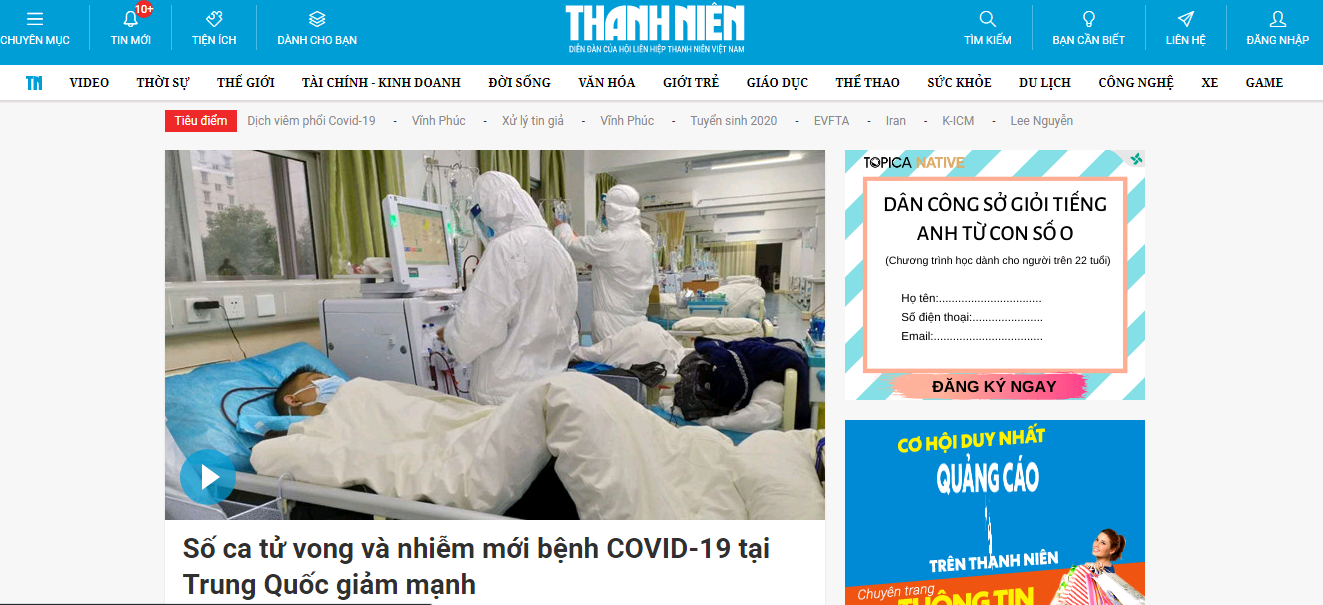 CHUYÊN MỤC
10+
TIN MỚI
TIỆN ÍCH
DÀNH CHO BẠN
THANH NIÊN
DIỄN ĐÀN CỦA HỘI LIÊN HIỆP THANH NIÊN VIỆT NAM
TÌM KIẾM
BẠN CẦN BIẾT
LIÊN HỆ
ĐĂNG NHẬP
TN VIDEO THỜI SỰ THẾ GIỚI TÀI CHÍNH - KINH DOANH ĐỜI SỐNG VĂN HÓA GIỚI TRẺ GIÁO DỤC THỂ THAO SỨC KHỎE DU LỊCH CÔNG NGHỆ XE GAME
Tiêu điểm Dịch viêm phổi Covid-19 - Vĩnh Phúc - Xử lý tin giả - Vĩnh Phúc - Tuyển sinh 2020 - EVFTA - Iran - K-ICM - Lee Nguyễn
Số ca tử vong và nhiễm mới bệnh COVID-19 tại
Trung Quốc giảm mạnh
TOPICA NATIVE
DÂN CÔNG SỞ GIỎI TIẾNG
ANH TỪ CON SỐ 0
(Chương trình học dành cho người trên 22 tuổi)
Họ tên:................................
Số điện thoại:......................
Email:..................................
ĐĂNG KÝ NGAY
CƠ HỘI DUY NHẤT
QUẢNG CÁO
TRÊN THANH NIÊN
Chuyên trang
THÔNG TIN